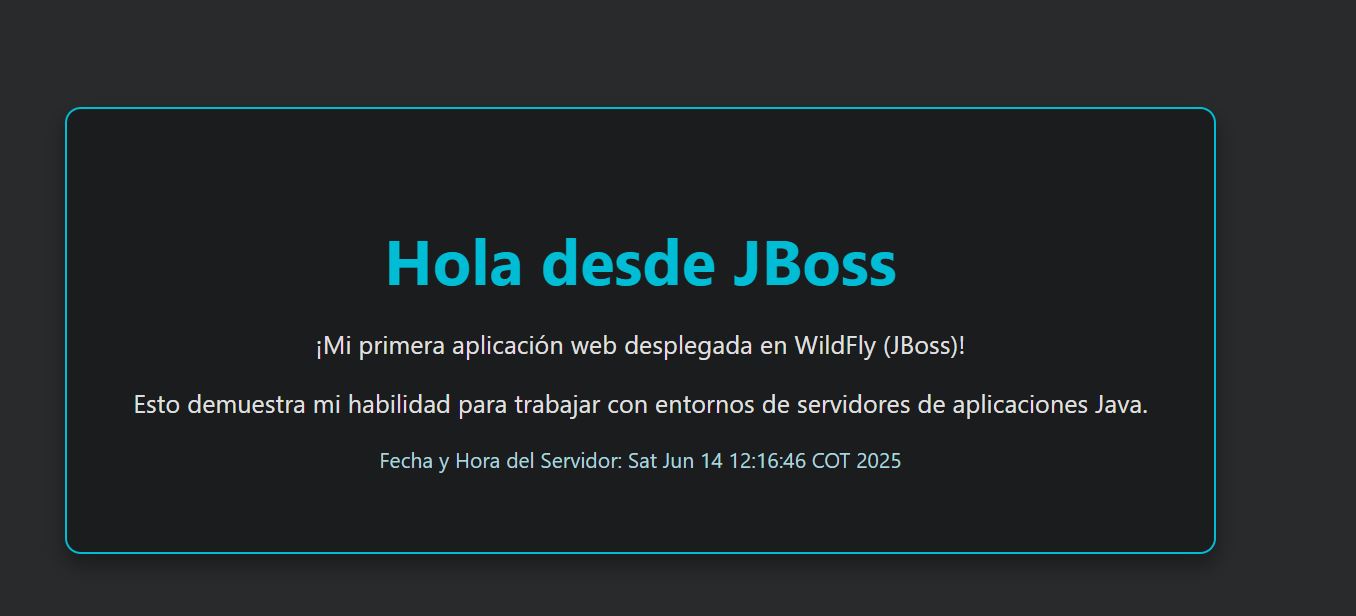 Hola desde JBoss
¡Mi primera aplicación web desplegada en WildFly (JBoss)!
Esto demuestra mi habilidad para trabajar con entornos de servidores de aplicaciones Java.
Fecha y Hora del Servidor: Sat Jun 14 12:16:46 COT 2025